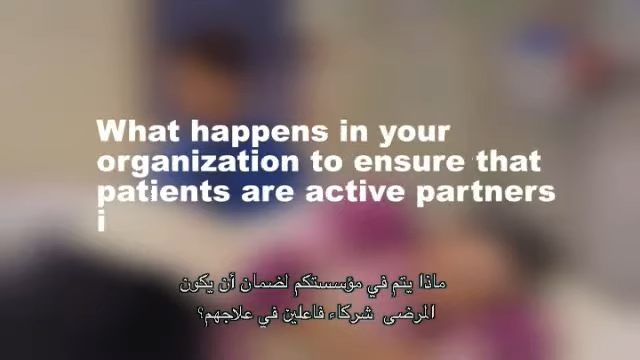 What happens in your
organization to ensure that
patients are active partners
i
ماذا يتم في مؤسستكم لضمان أن يكون
المرضى شركاء فاعلين في علاجهم؟